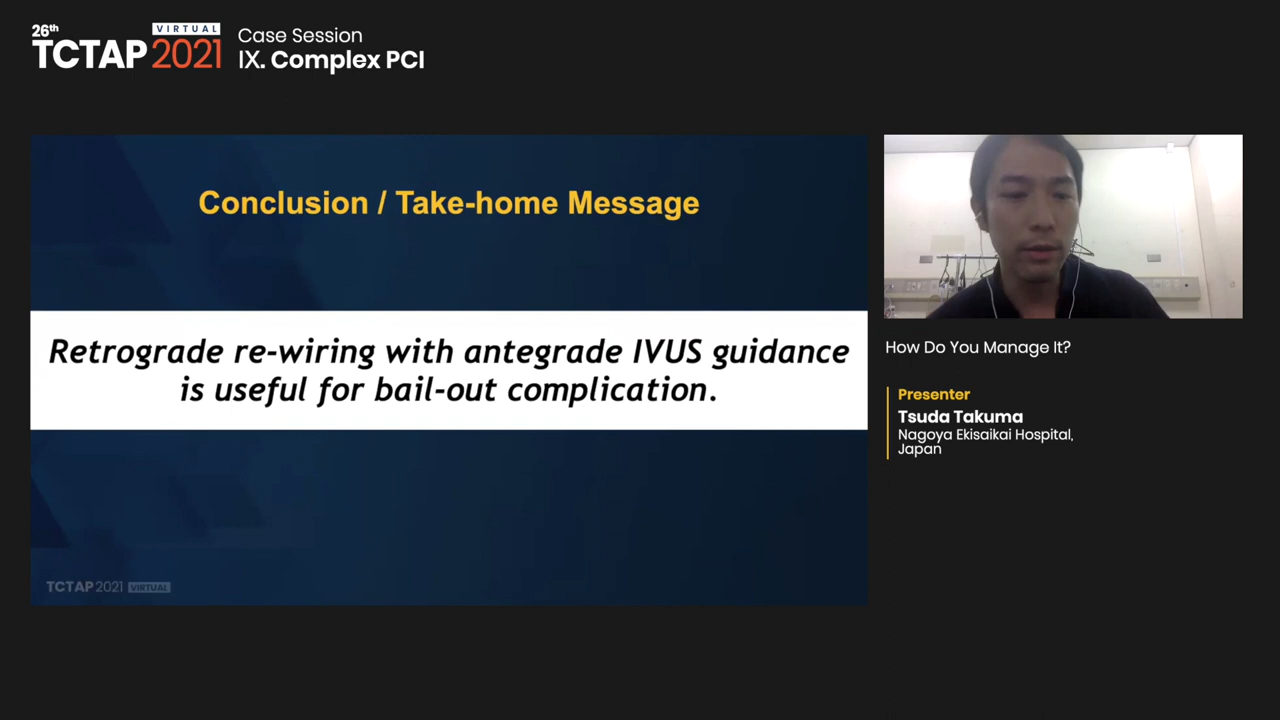 26th
VIRTUAL
TCTAP 2021
Case Session
IX. Complex PCI
Conclusion / Take-home Message
Retrograde re-wiring with antegrade IVUS guidance
is useful for bail-out complication.
TCTAP 2021 VIRTUAL
How Do You Manage It?
Presenter
Tsuda Takuma
Nagoya Ekisaikai Hospital,
Japan